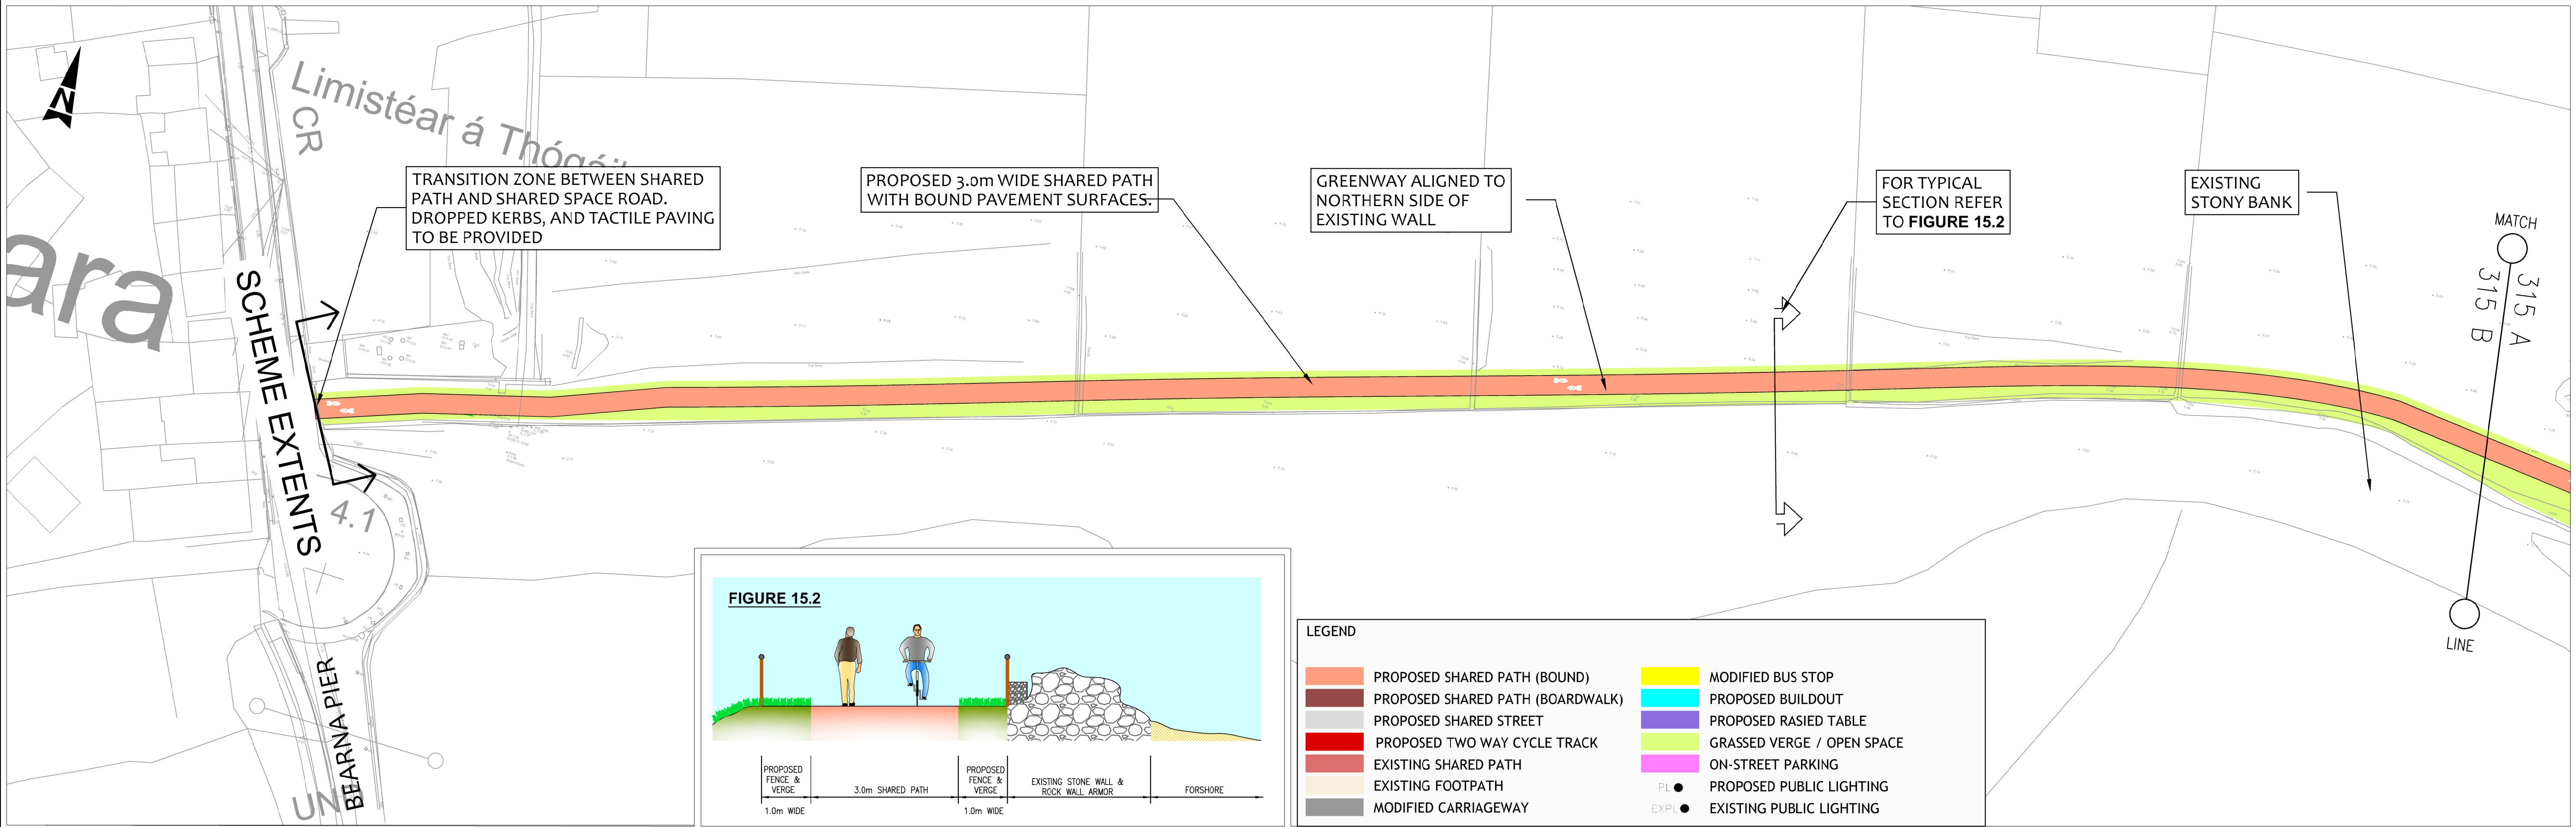 N
Limistéar á
CR
ara
TRANSITION ZONE BETWEEN SHARED
PATH AND SHARED SPACE ROAD.
DROPPED KERBS, AND TACTILE PAVING
TO BE PROVIDED
PROPOSED 3.0m WIDE SHARED PATH
WITH BOUND PAVEMENT SURFACES.
GREENWAY ALIGNED TO
NORTHERN SIDE OF
EXISTING WALL
FOR TYPICAL
SECTION REFER
TO FIGURE 15.2
EXISTING
STONY BANK
MATCH
315 A
315 B
LINE
SCHEME EXTENTS
4.1
BEARNA PIER
UN
FIGURE 15.2
PROPOSED
FENCE &
VERGE
1.0m WIDE
3.0m SHARED PATH
PROPOSED
FENCE &
VERGE
1.0m WIDE
EXISTING STONE WALL &
ROCK WALL ARMOR
FORSHORE
LEGEND
PROPOSED SHARED PATH (BOUND)
PROPOSED SHARED PATH (BOARDWALK)
PROPOSED SHARED STREET
PROPOSED TWO WAY CYCLE TRACK
EXISTING SHARED PATH
EXISTING FOOTPATH
MODIFIED CARRIAGEWAY
MODIFIED BUS STOP
PROPOSED BUILDOUT
PROPOSED RASIED TABLE
GRASSED VERGE / OPEN SPACE
ON-STREET PARKING
PL PROPOSED PUBLIC LIGHTING
EXPL EXISTING PUBLIC LIGHTING